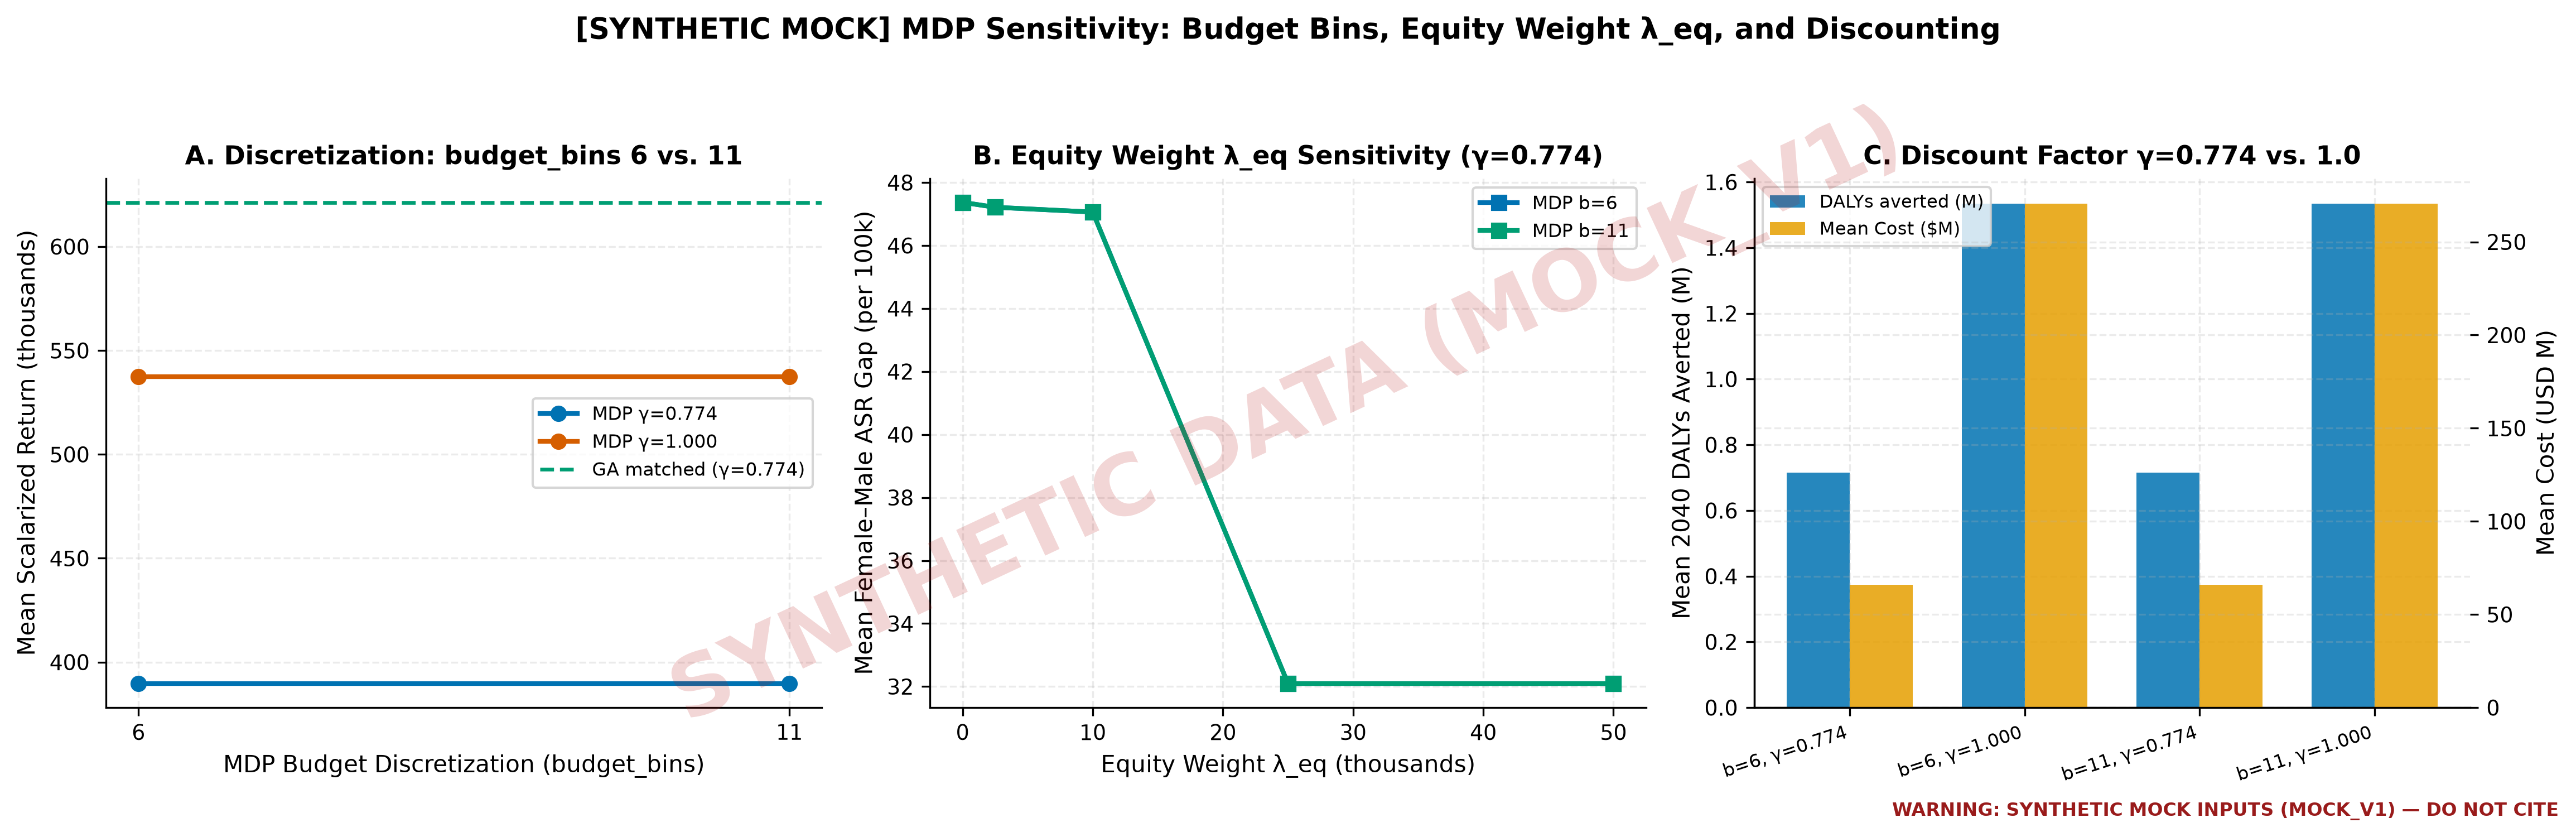 [SYNTHETIC MOCK] MDP Sensitivity: Budget Bins, Equity Weight λ_eq, and Discounting
A. Discretization: budget_bins 6 vs. 11
Mean Scalarized Return (thousands)
600
550
500
450
400
MDP γ=0.774
MDP γ=1.000
GA matched (γ=0.774)
6
11
MDP Budget Discretization (budget_bins)
B. Equity Weight λ_eq Sensitivity (γ=0.774)
Mean Female–Male ASR Gap (per 100k)
48
46
44
42
40
38
36
34
32
MDP b=6
MDP b=11
0
10
20
30
40
50
Equity Weight λ_eq (thousands)
C. Discount Factor γ=0.774 vs. 1.0
Mean 2040 DALYs Averted (M)
1.6
1.4
1.2
1.0
0.8
0.6
0.4
0.2
0.0
DALYs averted (M)
Mean Cost ($M)
250
200
150
100
50
0
Mean Cost (USD M)
b=6, γ=0.774
b=6, γ=1.000
b=11, γ=0.774
b=11, γ=1.000
SYNTHETIC DATA (MOCK_V1)
WARNING: SYNTHETIC MOCK INPUTS (MOCK_V1) — DO NOT CITE